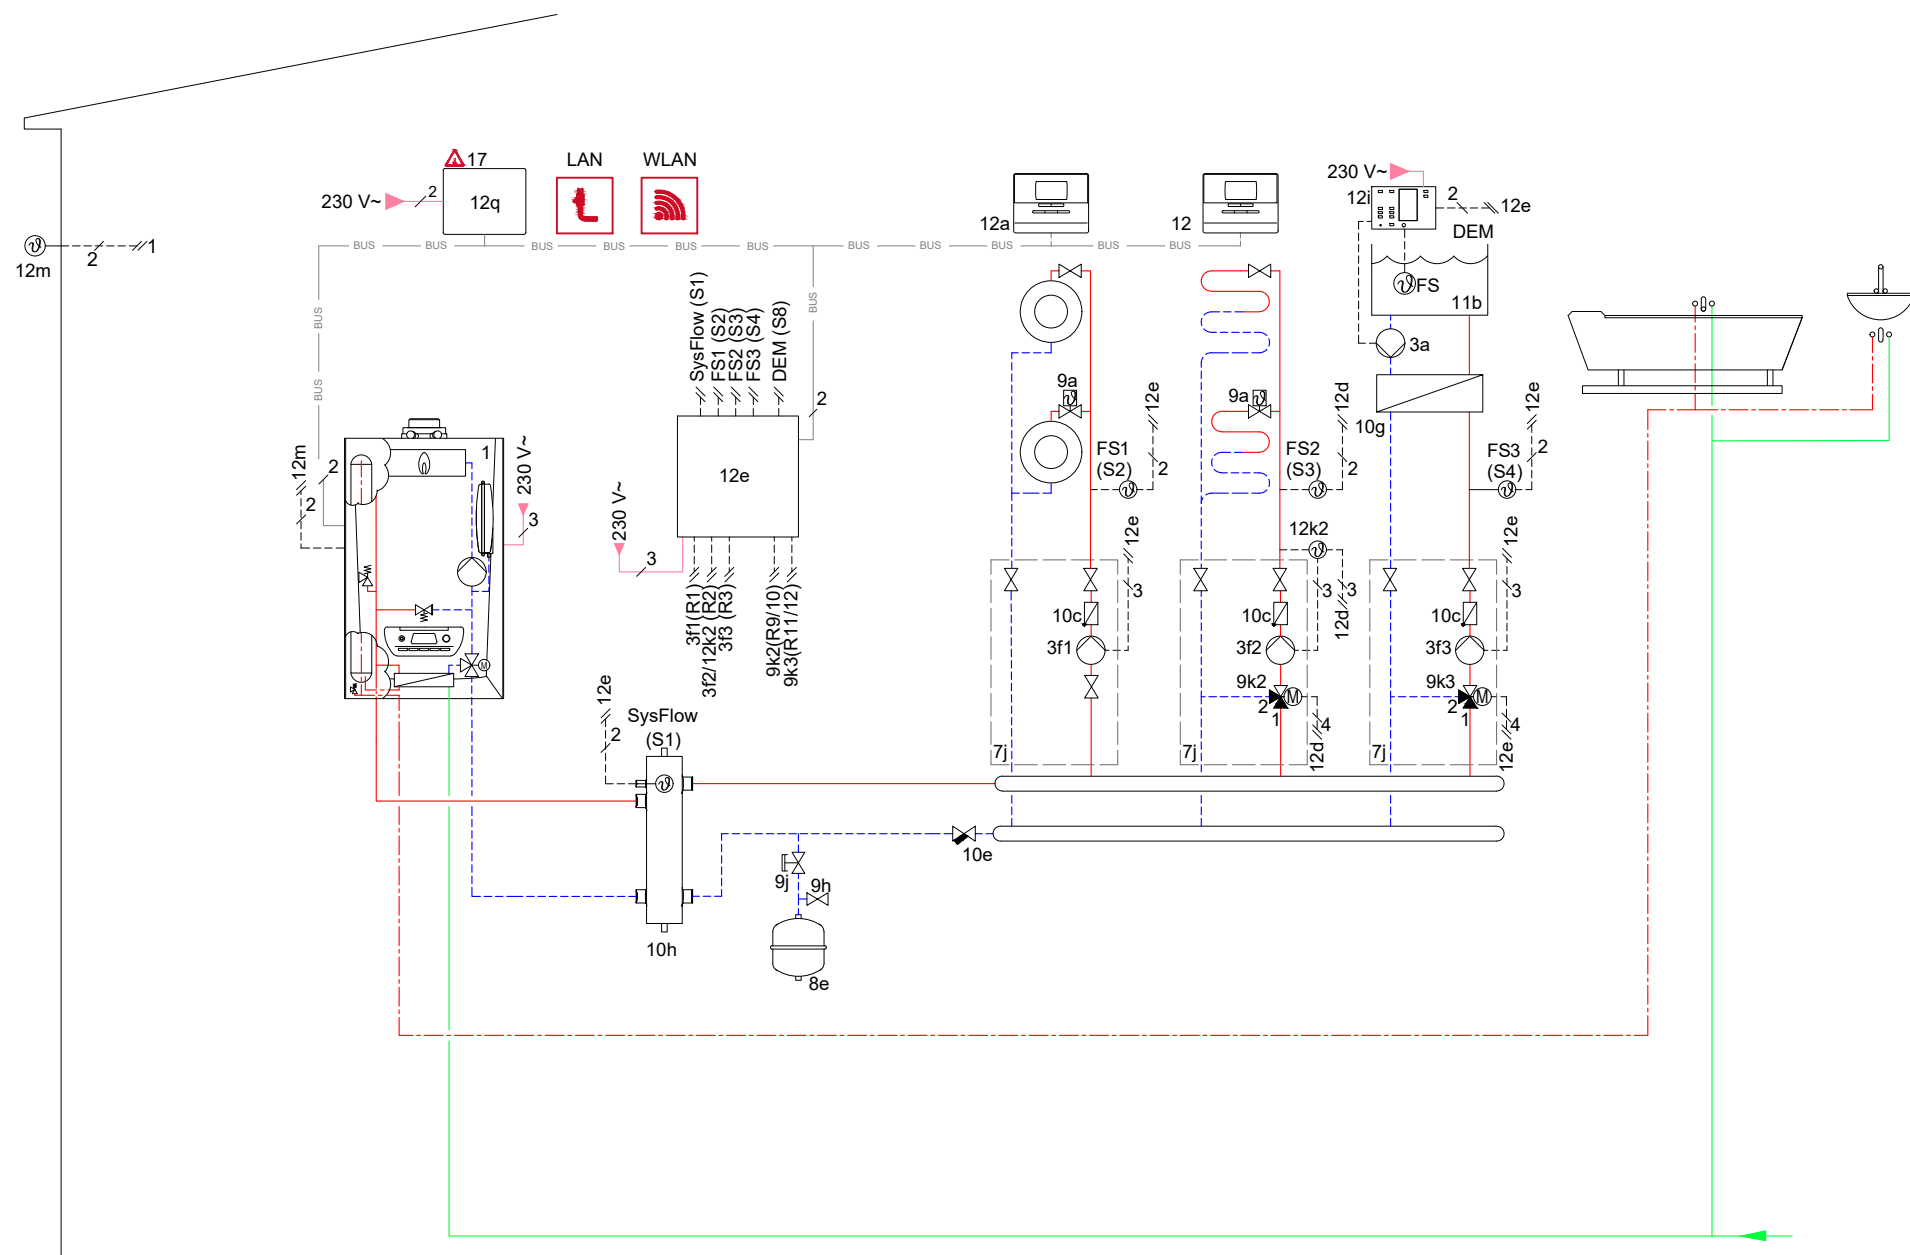 17
LAN
WLAN
230 V~
2
12q
12m
2
1
BUS
BUS
BUS
BUS
BUS
BUS
BUS
BUS
BUS
BUS
BUS
BUS
BUS
BUS
12a
12
230 V~
12i
2
12e
DEM
FS
11b
3a
10g
SysFlow (S1)
FS1 (S2)
FS2 (S3)
FS3 (S4)
DEM (S8)
2
12e
230 V~
3
3f1(R1)
3f2/12k2 (R2)
3f3 (R3)
9k2(R9/10)
9k3(R11/12)
1
12m
2
2
230 V~
3
M
9a
12e
FS1
(S2)
2
12e
3
10c
3f1
7j
9a
12d
FS2
(S3)
2
12k2
3
3
12d
10c
3f2
9k2
M
2
1
4
12d
7j
12e
FS3
(S4)
2
12e
3
10c
3f3
9k3
M
2
1
4
12e
7j
12e
2
SysFlow
(S1)
10h
10e
9j
9h
8e